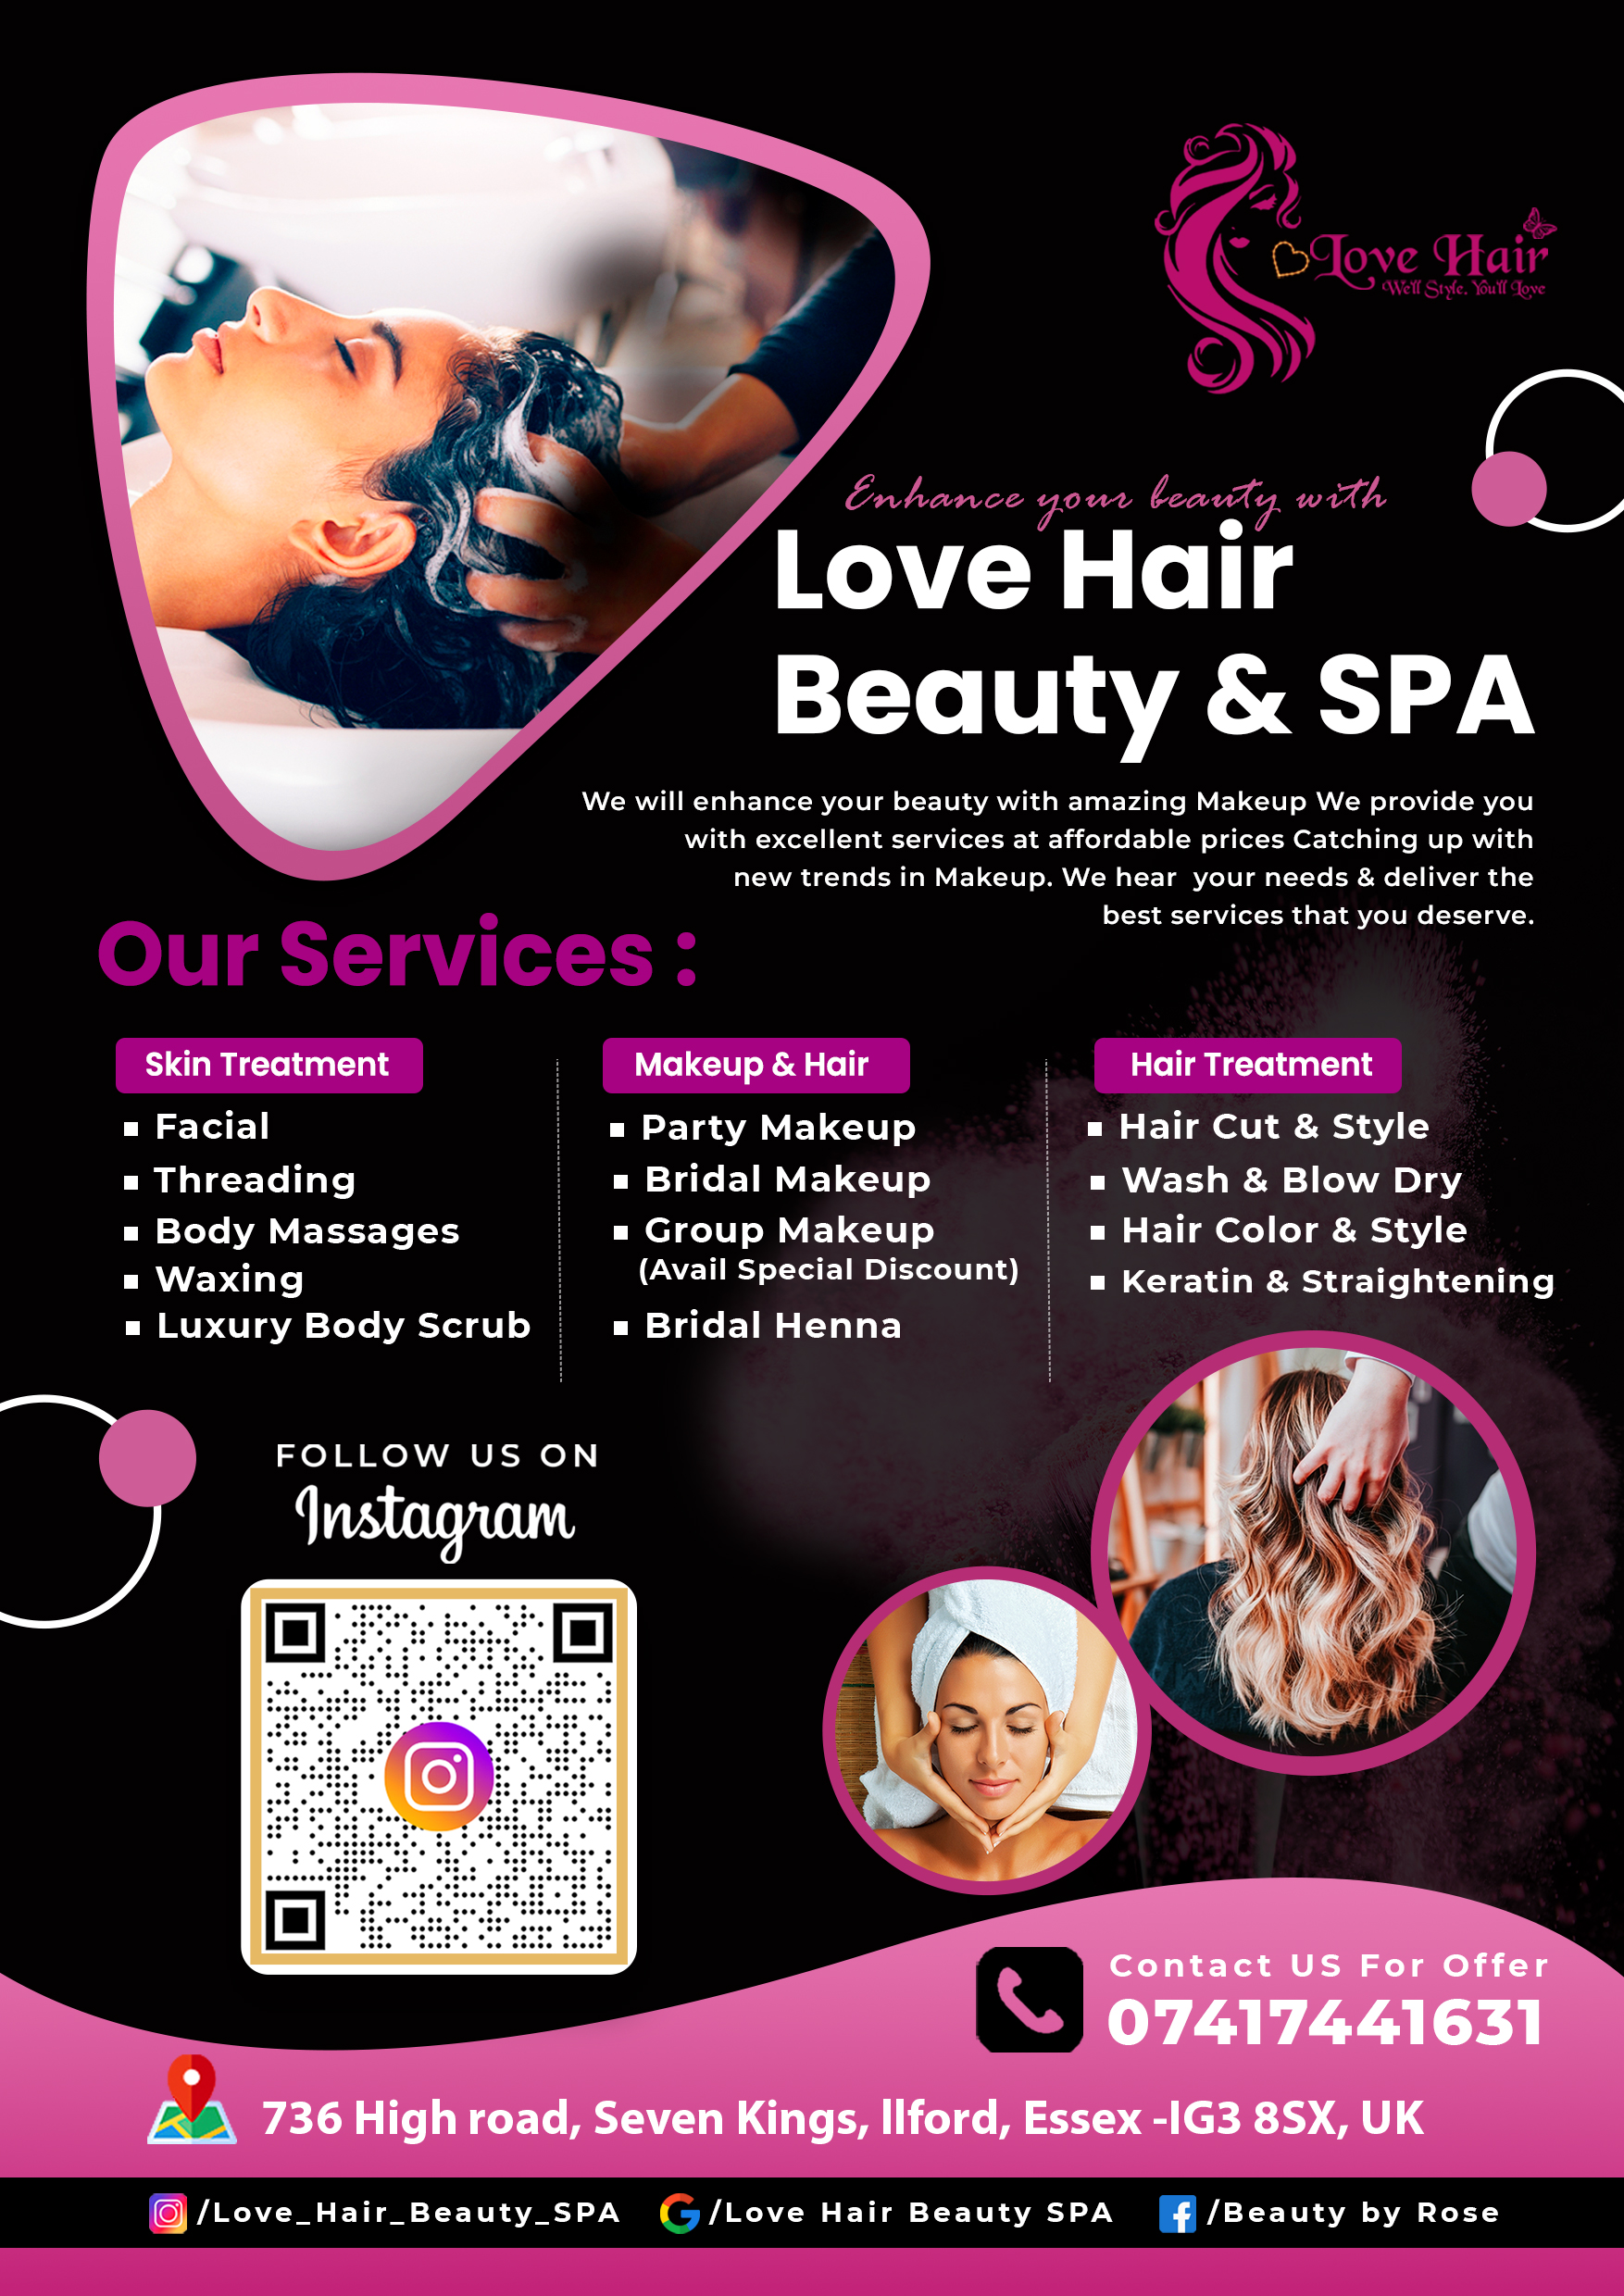 Love Hair
We'll Style. You'll Love
Enhance your beauty with
Love Hair
Beauty & SPA
We will enhance your beauty with amazing Makeup We provide you
with excellent services at affordable prices Catching up with
new trends in Makeup. We hear your needs & deliver the
best services that you deserve.
Our Services :
Skin Treatment
Facial
Threading
Body Massages
Waxing
Luxury Body Scrub
Makeup & Hair
Party Makeup
Bridal Makeup
Group Makeup
(Avail Special Discount)
Bridal Henna
Hair Treatment
Hair Cut & Style
Wash & Blow Dry
Hair Color & Style
Keratin & Straightening
FOLLOW US ON
Instagram
Contact US For Offer
07417441631
736 High road, Seven Kings, llford, Essex -IG3 8SX, UK
/Love_Hair_Beauty_SPA
/Love Hair Beauty SPA
/Beauty by Rose